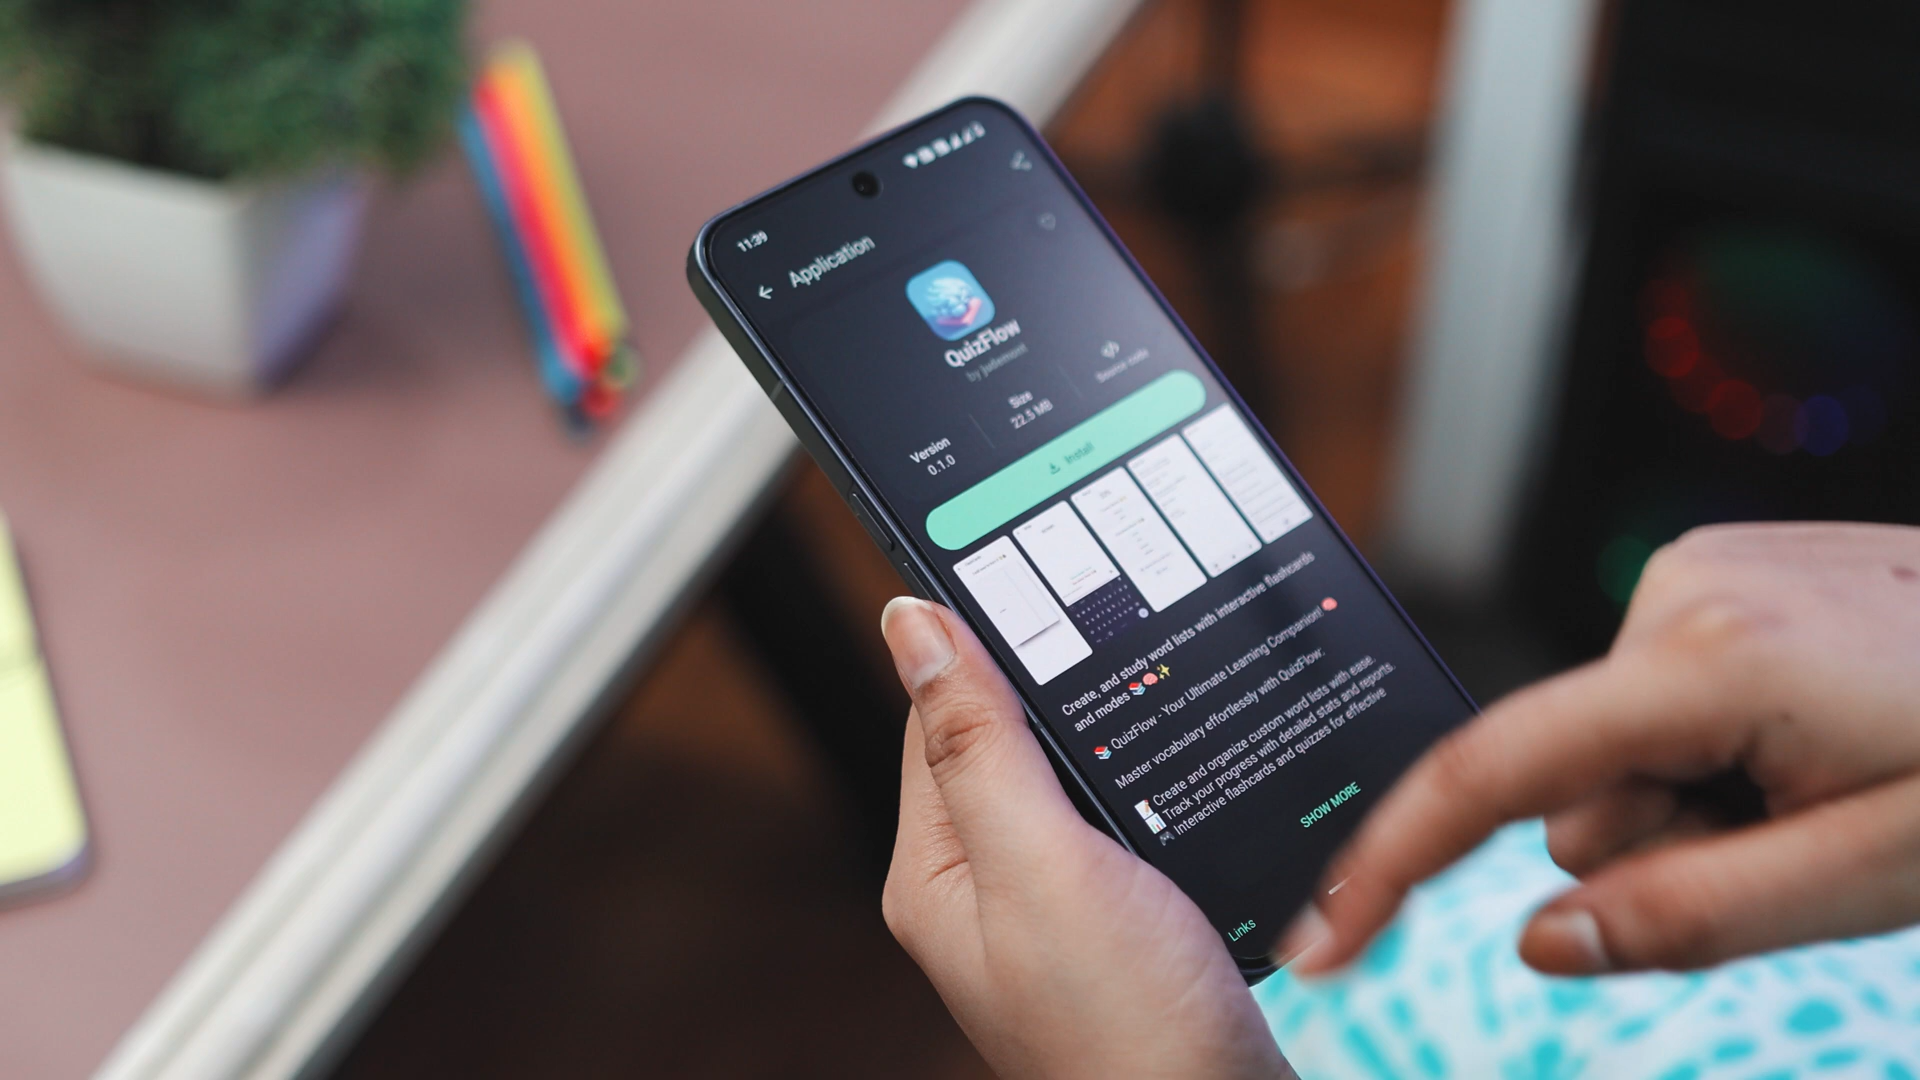 11:39
Application
QuizFlow
by judemont
Version
0.1.0
Size
22.5 MB
Source code
Install
Create, and study word lists with interactive flashcards
and modes 📚🧠✨
📚 QuizFlow - Your Ultimate Learning Companion! 🧠
Master vocabulary effortlessly with QuizFlow:
📝 Create and organize custom word lists with ease.
📊 Track your progress with detailed stats and reports.
🎮 Interactive flashcards and quizzes for effective
SHOW MORE
Links